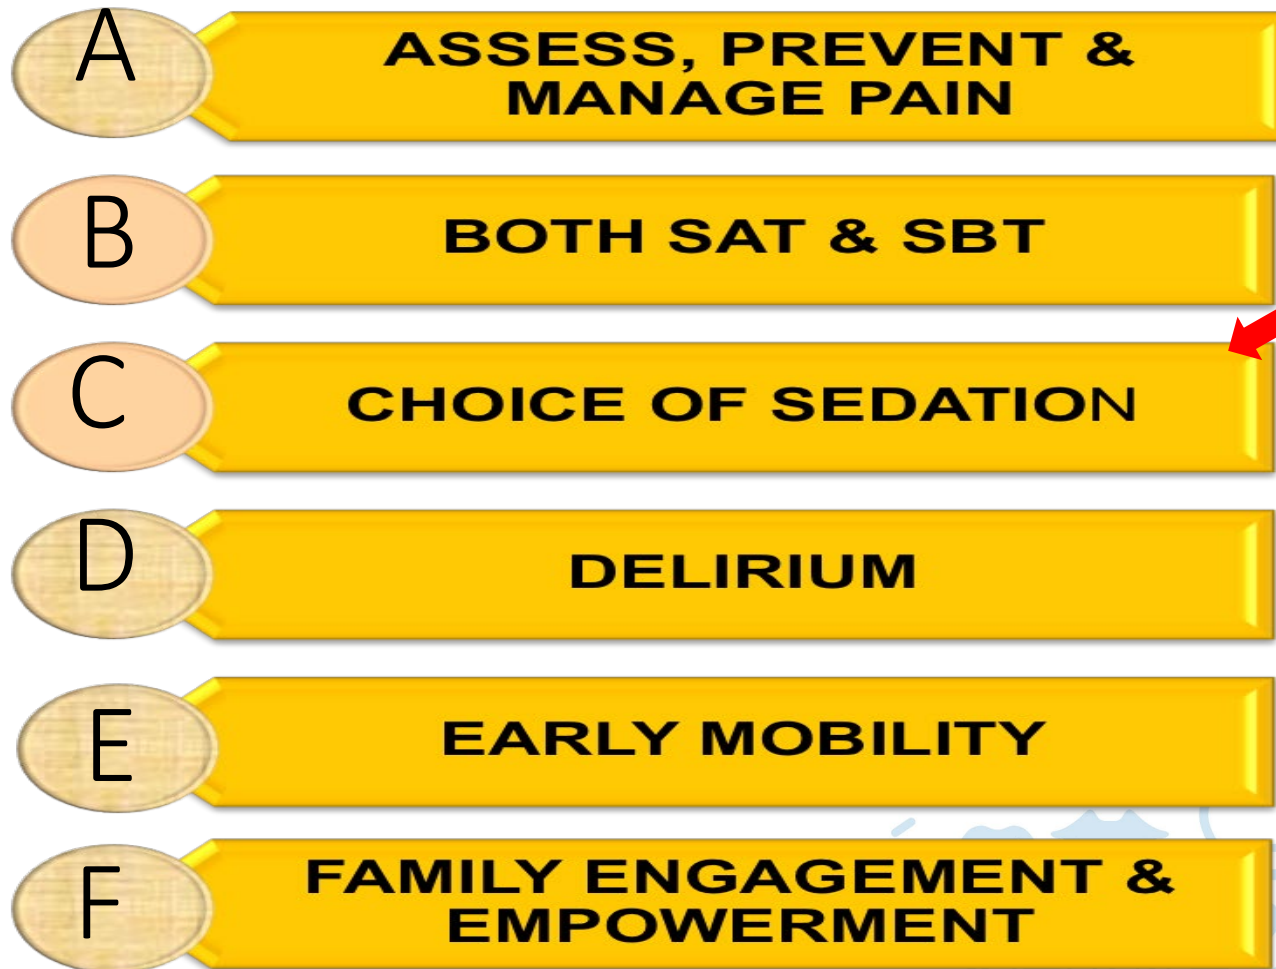 A
ASSESS, PREVENT &
MANAGE PAIN
B
BOTH SAT & SBT
C
CHOICE OF SEDATION
D
DELIRIUM
E
EARLY MOBILITY
F
FAMILY ENGAGEMENT &
EMPOWERMENT